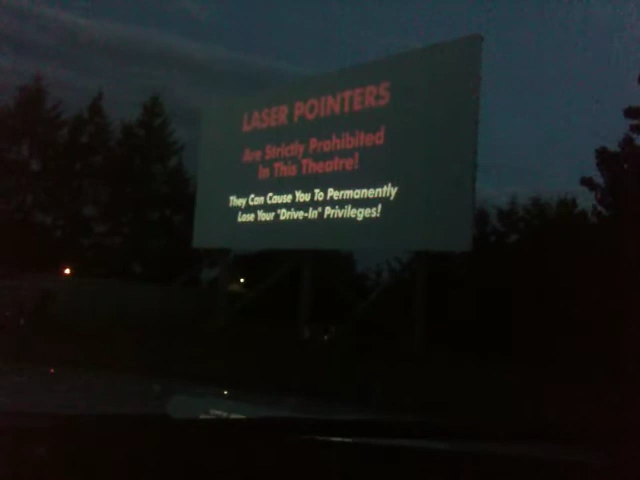 LASER POINTERS
Are Strictly Prohibited
In This Theatre!
They Can Cause You To Permanently
Lose Your "Drive-In" Privileges!